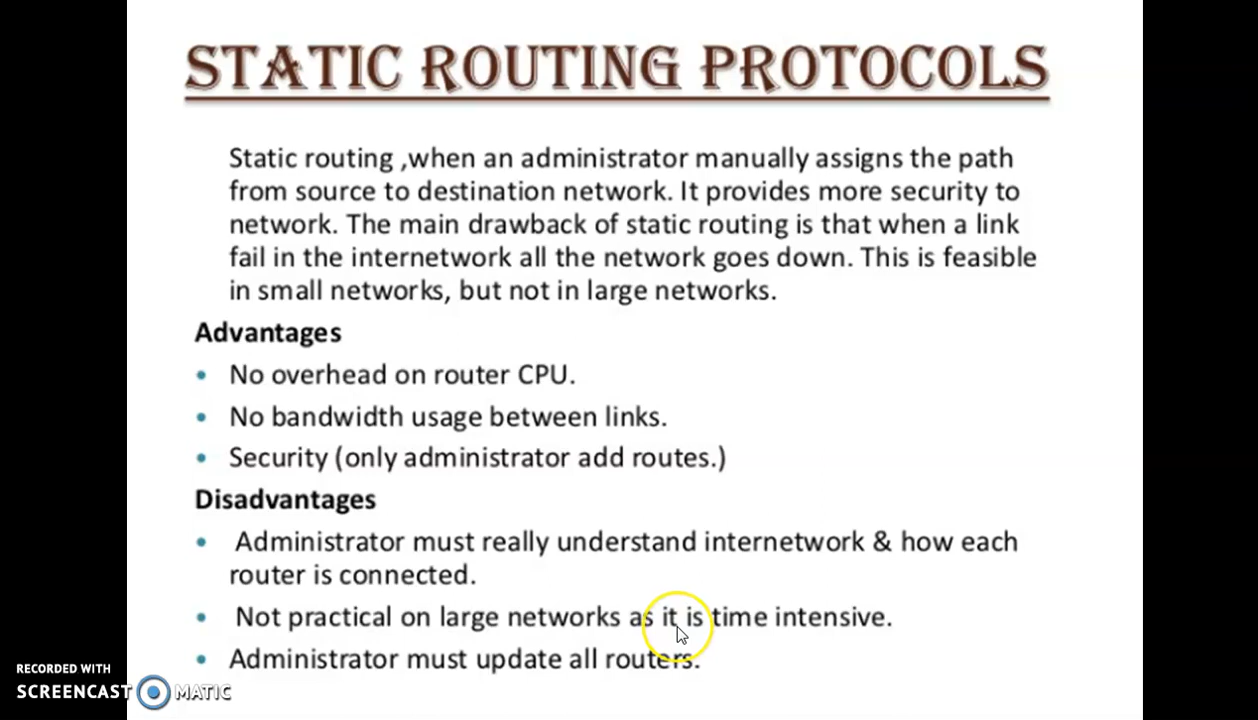 STATIC ROUTING PROTOCOLS
Static routing ,when an administrator manually assigns the path
from source to destination network. It provides more security to
network. The main drawback of static routing is that when a link
fail in the internetwork all the network goes down. This is feasible
in small networks, but not in large networks.
Advantages
• No overhead on router CPU.
• No bandwidth usage between links.
• Security (only administrator add routes.)
Disadvantages
• Administrator must really understand internetwork & how each
router is connected.
• Not practical on large networks as it is time intensive.
• Administrator must update all routers.
RECORDED WITH
SCREENCAST MATIC